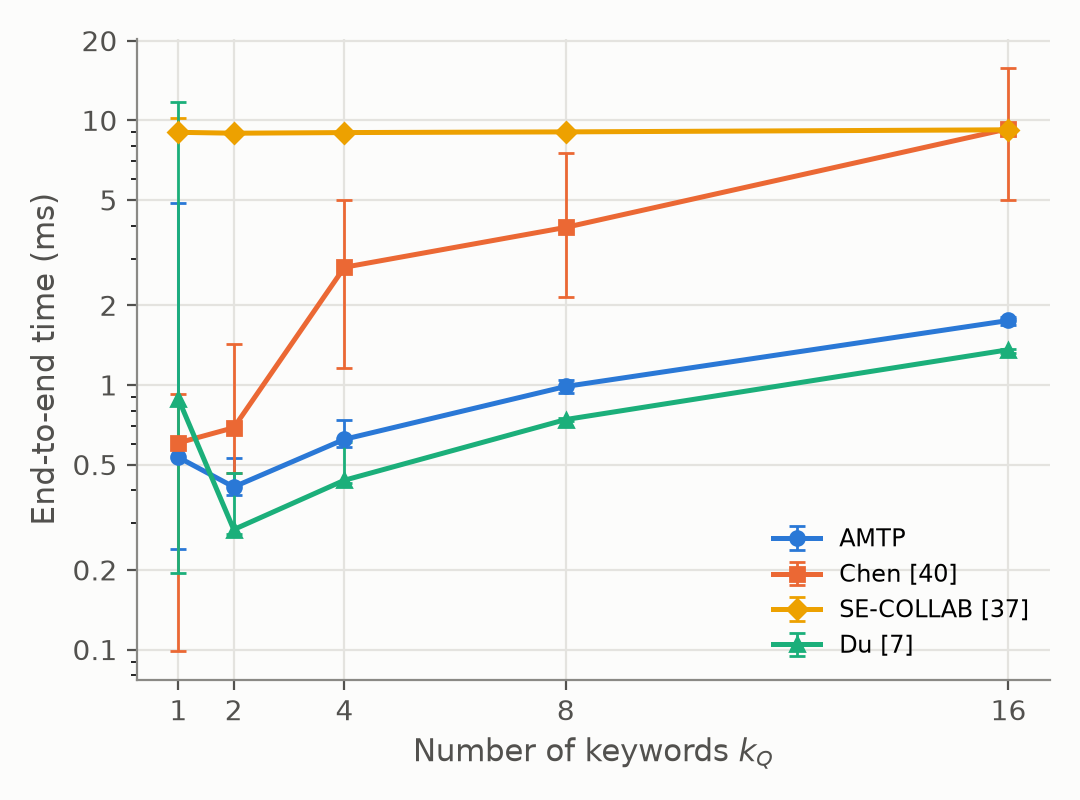 20
10
5
2
1
0.5
0.2
0.1
End-to-end time (ms)
1 2 4 8 16
Number of keywords k_Q
AMTP
Chen [40]
SE-COLLAB [37]
Du [7]